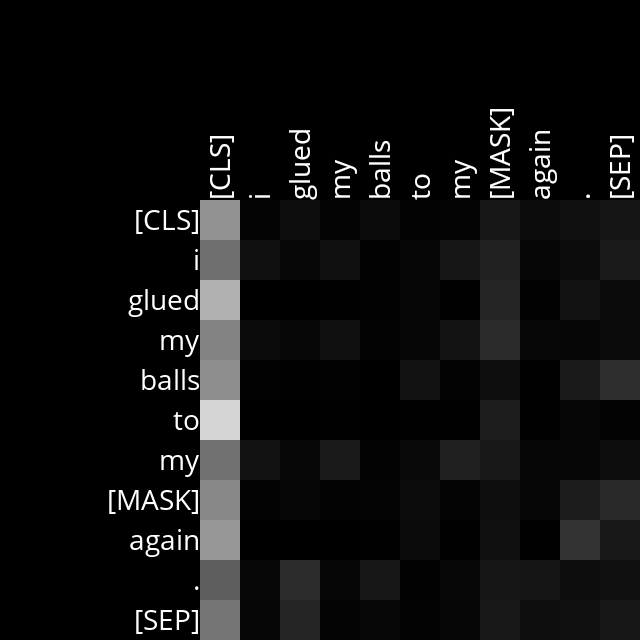 [CLS] i glued my balls to my [MASK] again . [SEP]
[CLS]
i
glued
my
balls
to
my
[MASK]
again
.
[SEP]